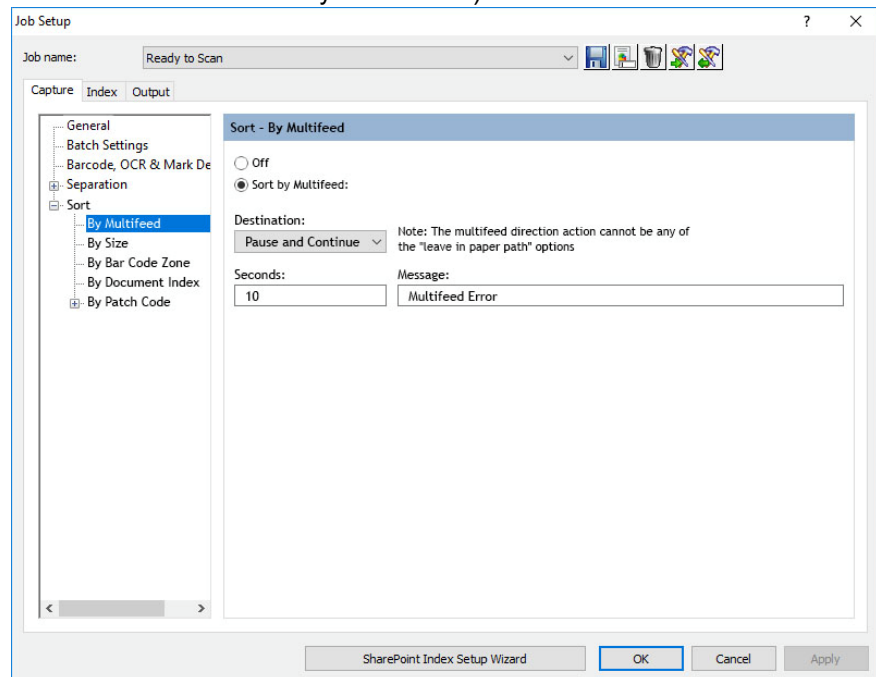 Job Setup
? X
Job name: Ready to Scan
Capture Index Output
General
Batch Settings
Barcode, OCR & Mark De
Separation
Sort
By Multifeed
By Size
By Bar Code Zone
By Document Index
By Patch Code
Sort - By Multifeed
Off
Sort by Multifeed:
Destination:
Pause and Continue
Note: The multifeed direction action cannot be any of
the "leave in paper path" options
Seconds: Message:
10 Multifeed Error
SharePoint Index Setup Wizard OK Cancel Apply